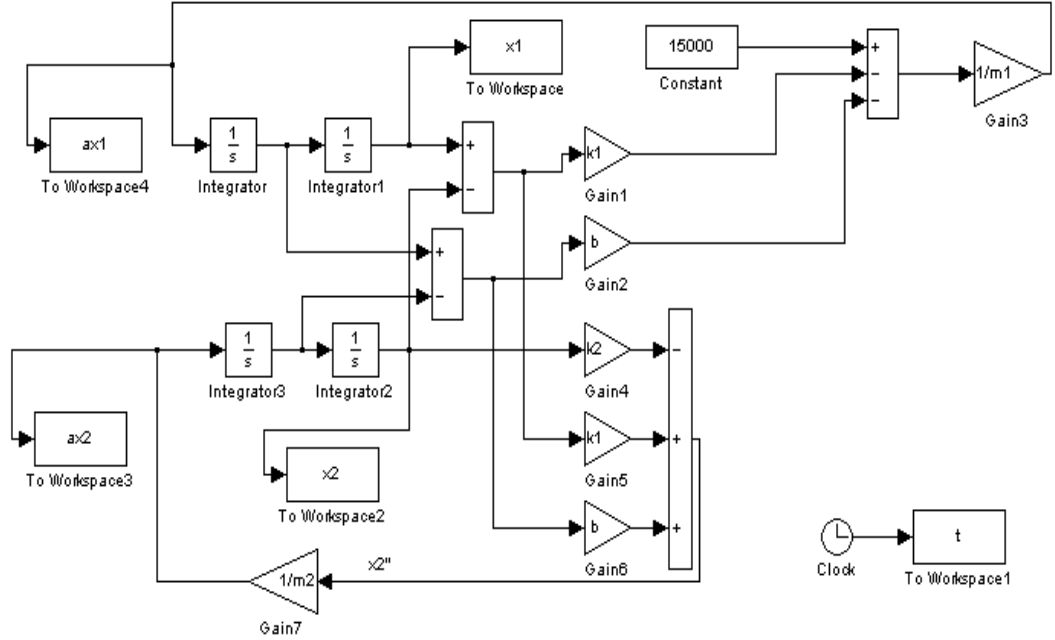 x1
To Workspace
15000
Constant
+
−
−
1/m1
Gain3
ax1
To Workspace4
1
s
Integrator
1
s
Integrator1
+
−
k1
Gain1
+
−
b
Gain2
1
s
Integrator3
1
s
Integrator2
k2
Gain4
−
ax2
To Workspace3
x2
To Workspace2
k1
Gain5
+
b
Gain6
+
x2"
1/m2
Gain7
Clock
t
To Workspace1